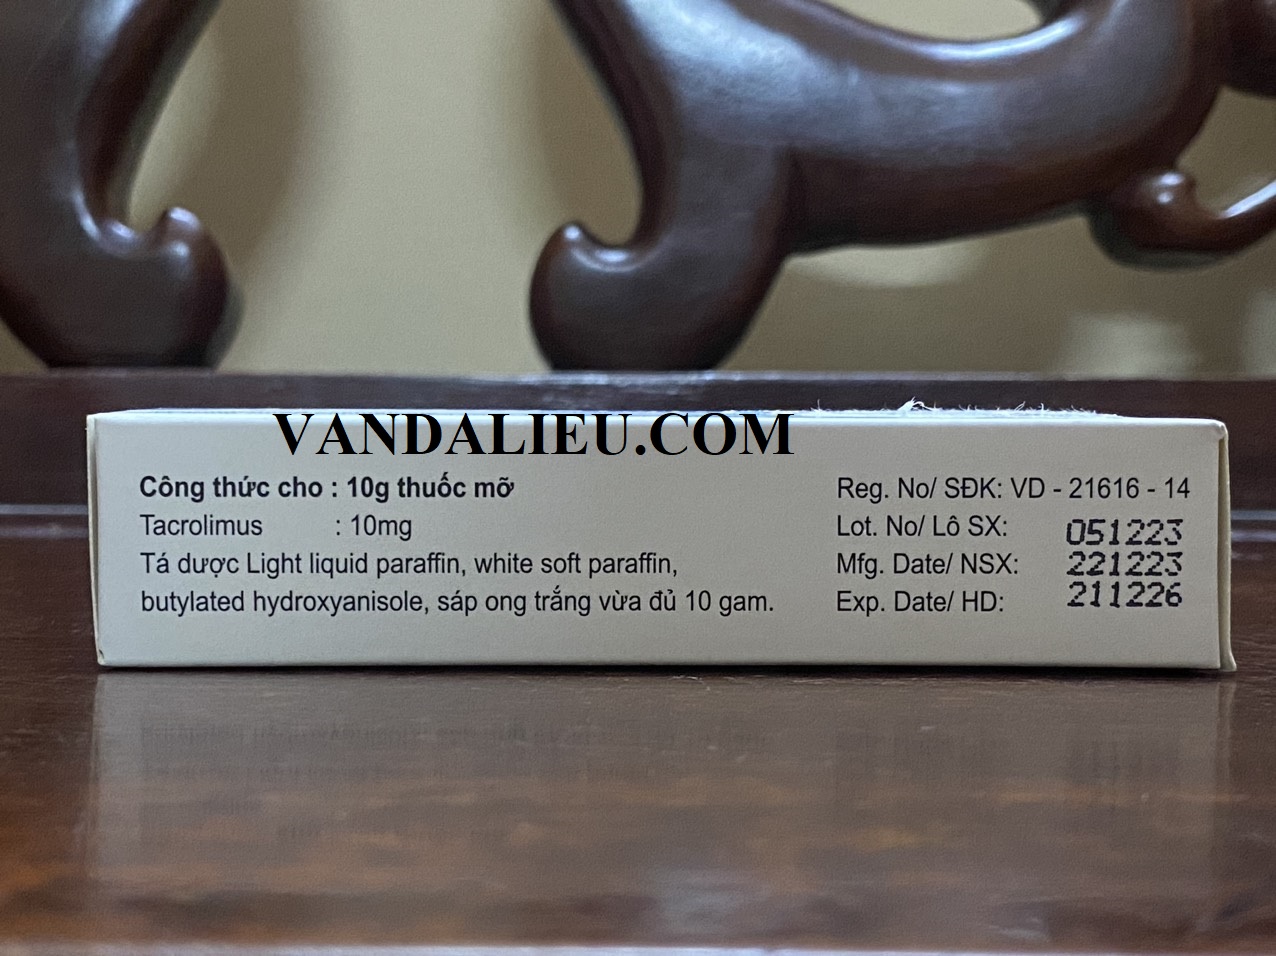 VANDALIEU.COM
Công thức cho : 10g thuốc mỡ
Tacrolimus : 10mg
Tá dược Light liquid paraffin, white soft paraffin,
butylated hydroxyanisole, sáp ong trắng vừa đủ 10 gam.
Reg. No/ SĐK: VD - 21616 - 14
Lot. No/ Lô SX: 051223
Mfg. Date/ NSX: 221223
Exp. Date/ HD: 211226